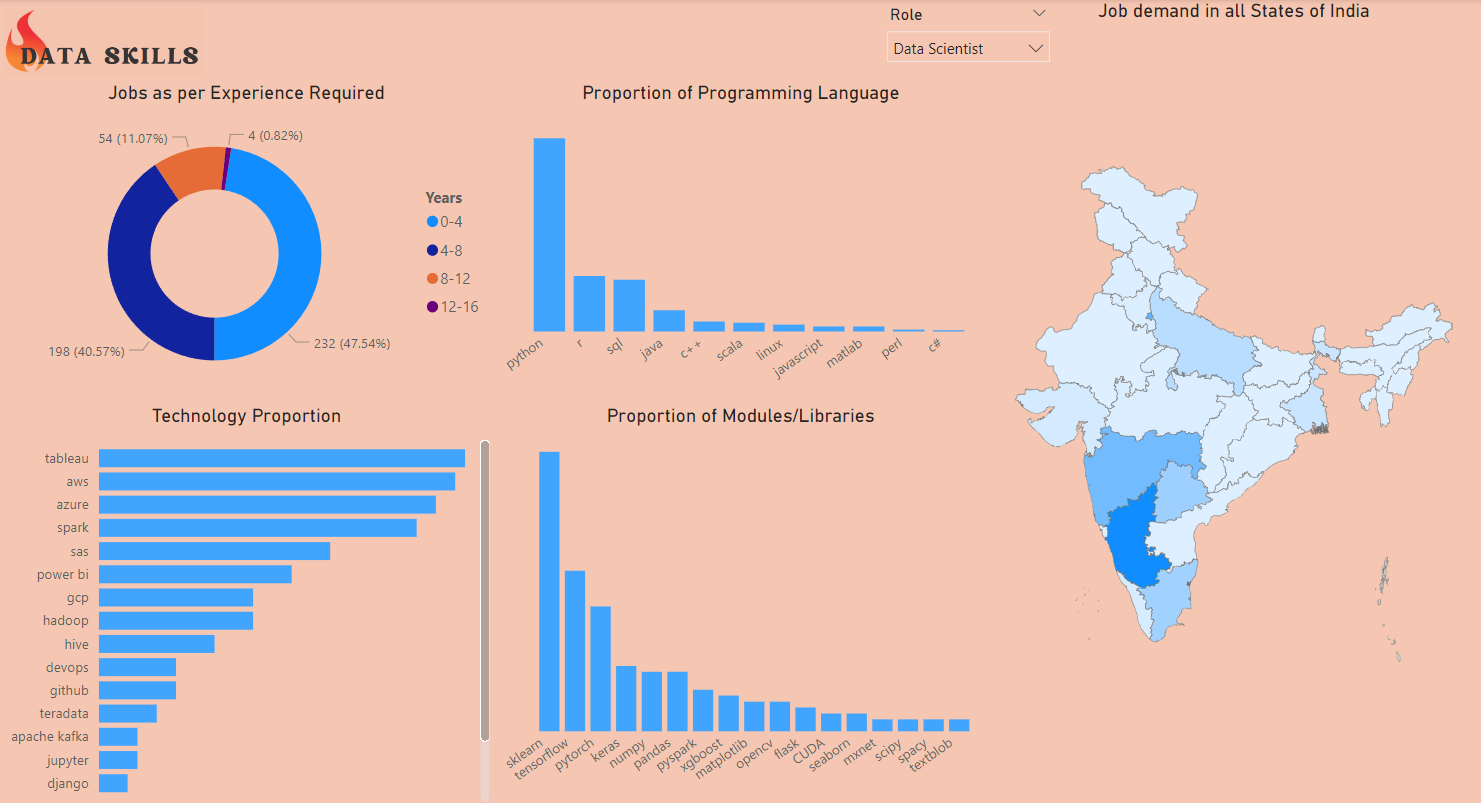 DATA SKILLS
Role
Data Scientist
Job demand in all States of India
Jobs as per Experience Required
54 (11.07%)
4 (0.82%)
198 (40.57%)
232 (47.54%)
Years
0-4
4-8
8-12
12-16
Proportion of Programming Language
python
r
sql
java
c++
scala
linux
javascript
matlab
perl
c#
Technology Proportion
tableau
aws
azure
spark
sas
power bi
gcp
hadoop
hive
devops
github
teradata
apache kafka
jupyter
django
Proportion of Modules/Libraries
sklearn
tensorflow
pytorch
keras
numpy
pandas
pyspark
xgboost
matplotlib
opencv
flask
CUDA
seaborn
mxnet
scipy
spacy
textblob